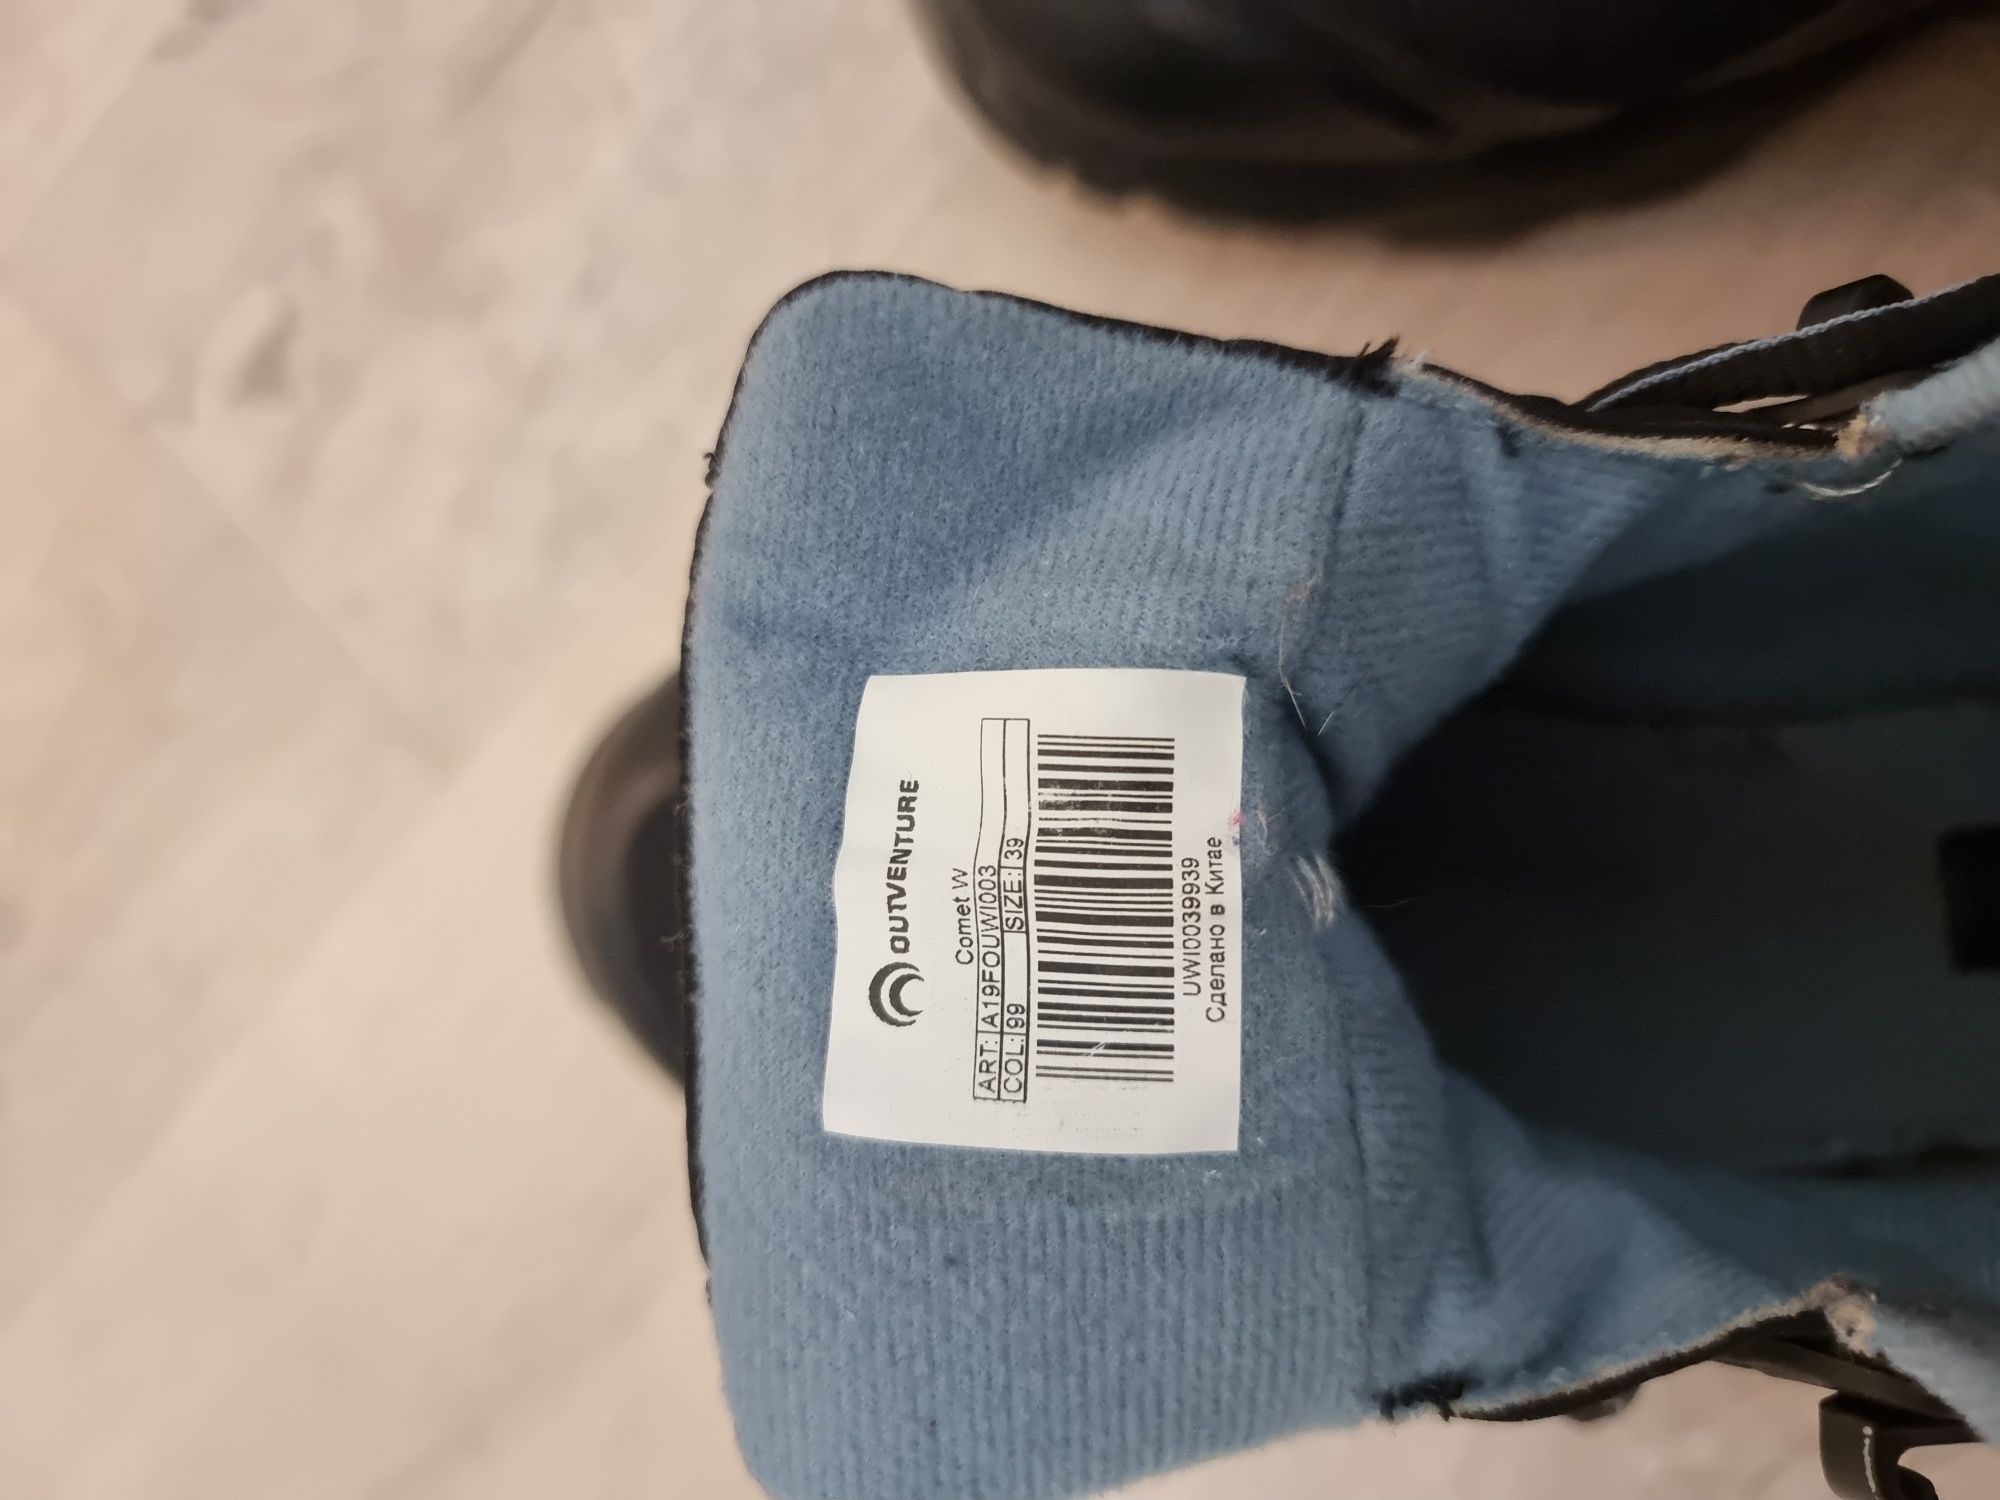 OUTVENTURE
Comet W
ART: A19FOUWI003
COL: 99 SIZE: 39
UWI0039939
Сделано в Китае